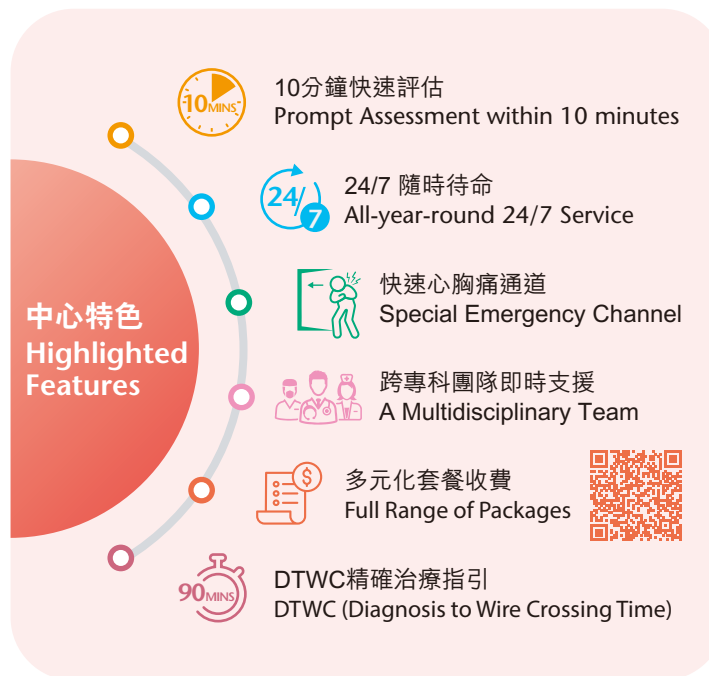 中心特色
Highlighted
Features
10MINS
10分鐘快速評估
Prompt Assessment within 10 minutes
24/7
24/7 隨時待命
All-year-round 24/7 Service
快速心胸痛通道
Special Emergency Channel
跨專科團隊即時支援
A Multidisciplinary Team
$
多元化套餐收費
Full Range of Packages
90MINS
DTWC精確治療指引
DTWC (Diagnosis to Wire Crossing Time)